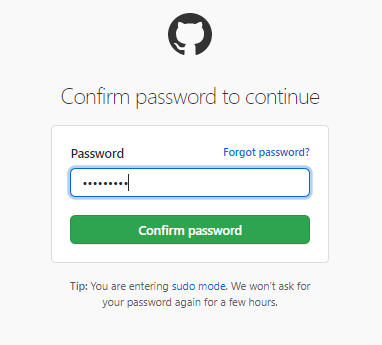 Confirm password to continue
Password Forgot password?
•••••••••
Confirm password
Tip: You are entering sudo mode. We won't ask for
your password again for a few hours.